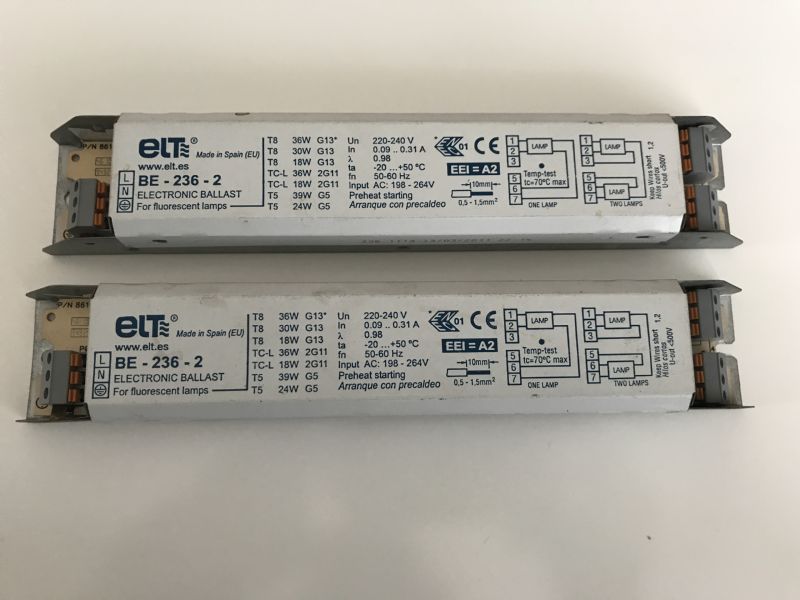 P/N 861
L
N
ELT®
Made in Spain (EU)
www.elt.es
BE - 236 - 2
ELECTRONIC BALLAST
For fluorescent lamps
T8 36W G13*
T8 30W G13
T8 18W G13
TC-L 36W 2G11
TC-L 18W 2G11
T5 39W G5
T5 24W G5
Un 220-240 V
In 0.09 .. 0.31 A
λ 0.98
ta -20 ...+50 ºC
fn 50-60 Hz
Input AC: 198 - 264V
Preheat starting
Arranque con precaldeo
01 CE
EEI = A2
10mm
0,5 - 1,5mm²
1
2
3
LAMP
Temp-test
tc=70ºC max
5
6
7
ONE LAMP
1
2
3
LAMP
5
6
7
LAMP
TWO LAMPS
Keep Wires short 1,2
Hilos cortos
U-out <500V
P/N 861
L
N
ELT®
Made in Spain (EU)
www.elt.es
BE - 236 - 2
ELECTRONIC BALLAST
For fluorescent lamps
T8 36W G13*
T8 30W G13
T8 18W G13
TC-L 36W 2G11
TC-L 18W 2G11
T5 39W G5
T5 24W G5
Un 220-240 V
In 0.09 .. 0.31 A
λ 0.98
ta -20 ...+50 ºC
fn 50-60 Hz
Input AC: 198 - 264V
Preheat starting
Arranque con precaldeo
01 CE
EEI = A2
10mm
0,5 - 1,5mm²
1
2
3
LAMP
Temp-test
tc=70ºC max
5
6
7
ONE LAMP
1
2
3
LAMP
5
6
7
LAMP
TWO LAMPS
Keep Wires short 1,2
Hilos cortos
U-out <500V